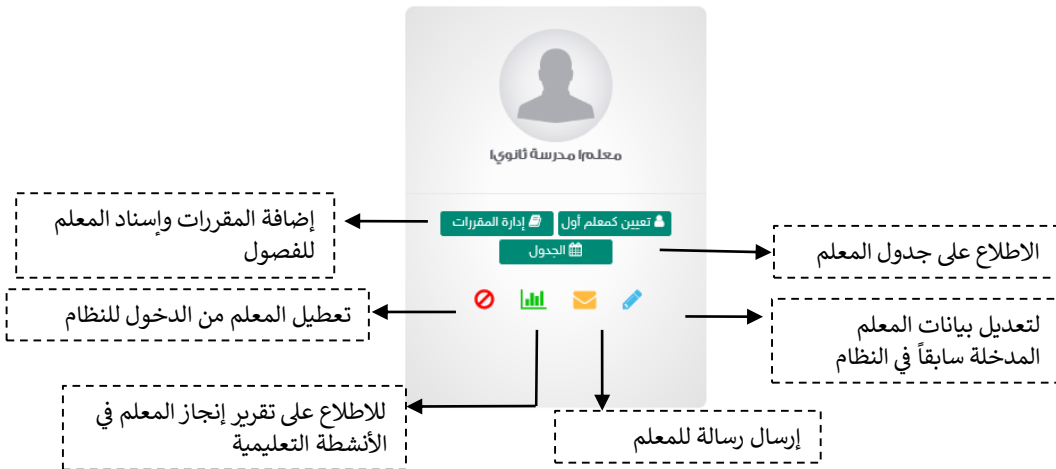 معلم١ مدرسة ثانوي١
تعيين كمعلم أول
إدارة المقررات
الجدول
إضافة المقررات وإسناد المعلم
للفصول
الاطلاع على جدول المعلم
تعطيل المعلم من الدخول للنظام
لتعديل بيانات المعلم
المدخلة سابقاً في النظام
للاطلاع على تقرير إنجاز المعلم في
الأنشطة التعليمية
إرسال رسالة للمعلم